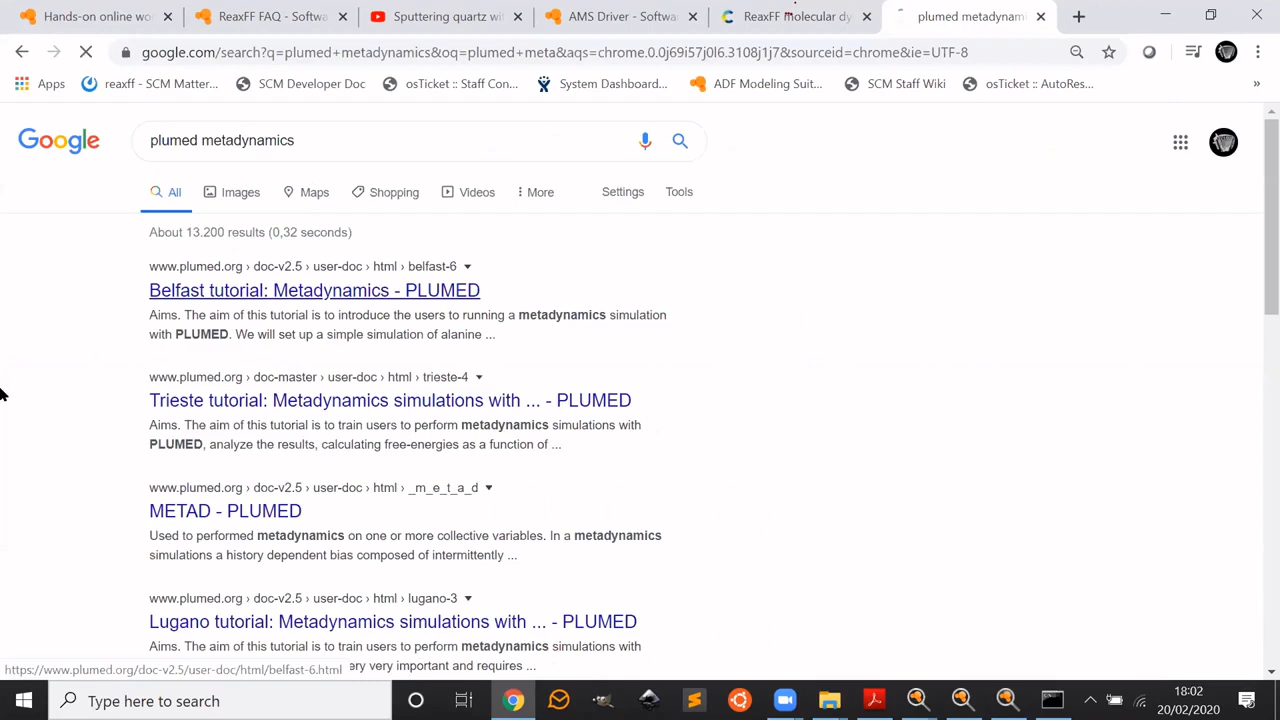 Hands-on online wo
ReaxFF FAQ - Softwa
Sputtering quartz wi
AMS Driver - Softwa
ReaxFF molecular dy
plumed metadynami
google.com/search?q=plumed+metadynamics&oq=plumed+meta&aqs=chrome.0.0j69i57j0l6.3108j1j7&sourceid=chrome&ie=UTF-8
Apps
reaxff - SCM Matter...
SCM Developer Doc
osTicket :: Staff Con...
System Dashboard...
ADF Modeling Suit...
SCM Staff Wiki
osTicket :: AutoRes...
»
Google
plumed metadynamics
All
Images
Maps
Shopping
Videos
More
Settings
Tools
About 13.200 results (0,32 seconds)
www.plumed.org › doc-v2.5 › user-doc › html › belfast-6
Belfast tutorial: Metadynamics - PLUMED
Aims. The aim of this tutorial is to introduce the users to running a metadynamics simulation
with PLUMED. We will set up a simple simulation of alanine ...
www.plumed.org › doc-master › user-doc › html › trieste-4
Trieste tutorial: Metadynamics simulations with ... - PLUMED
Aims. The aim of this tutorial is to train users to perform metadynamics simulations with
PLUMED, analyze the results, calculating free-energies as a function of ...
www.plumed.org › doc-v2.5 › user-doc › html › _m_e_t_a_d
METAD - PLUMED
Used to performed metadynamics on one or more collective variables. In a metadynamics
simulations a history dependent bias composed of intermittently ...
www.plumed.org › doc-v2.5 › user-doc › html › lugano-3
Lugano tutorial: Metadynamics simulations with ... - PLUMED
Aims. The aim of this tutorial is to train users to perform metadynamics simulations with
ery very important and requires ...
https://www.plumed.org/doc-v2.5/user-doc/html/belfast-6.html
Type here to search
18:02
20/02/2020